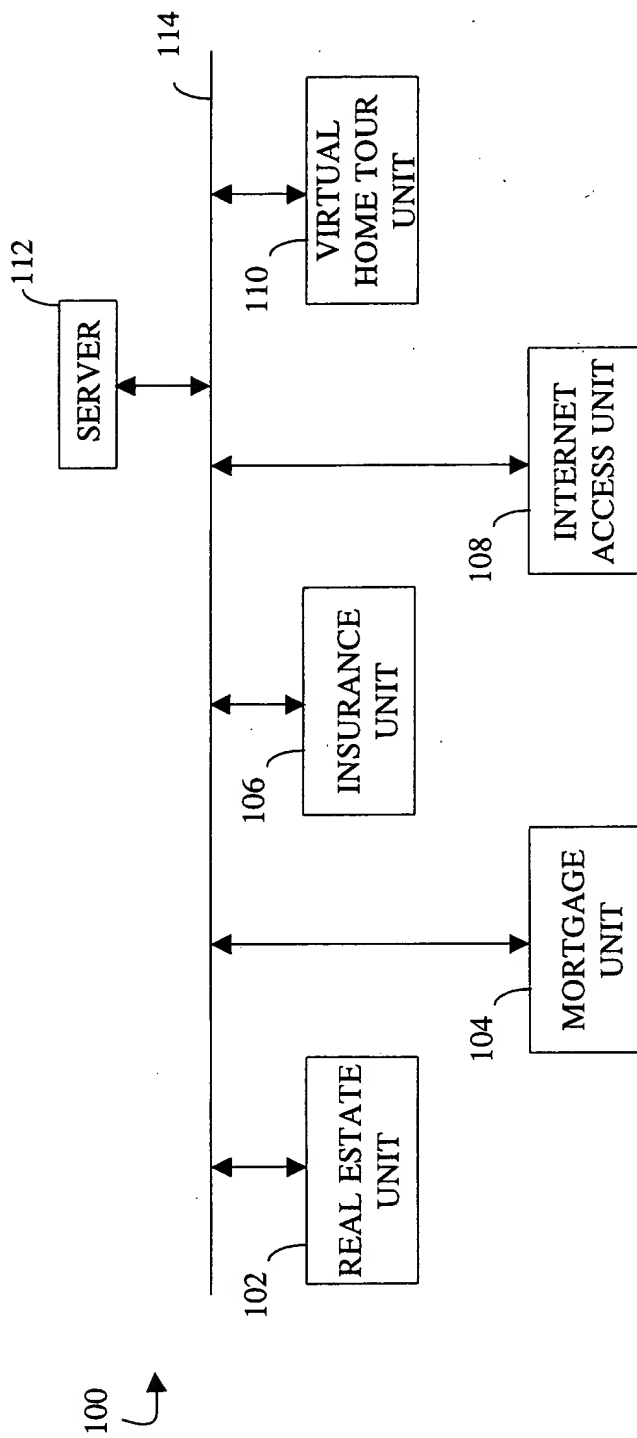 100
112
SERVER
114
102
REAL ESTATE
UNIT
106
INSURANCE
UNIT
110
VIRTUAL
HOME TOUR
UNIT
104
MORTGAGE
UNIT
108
INTERNET
ACCESS UNIT